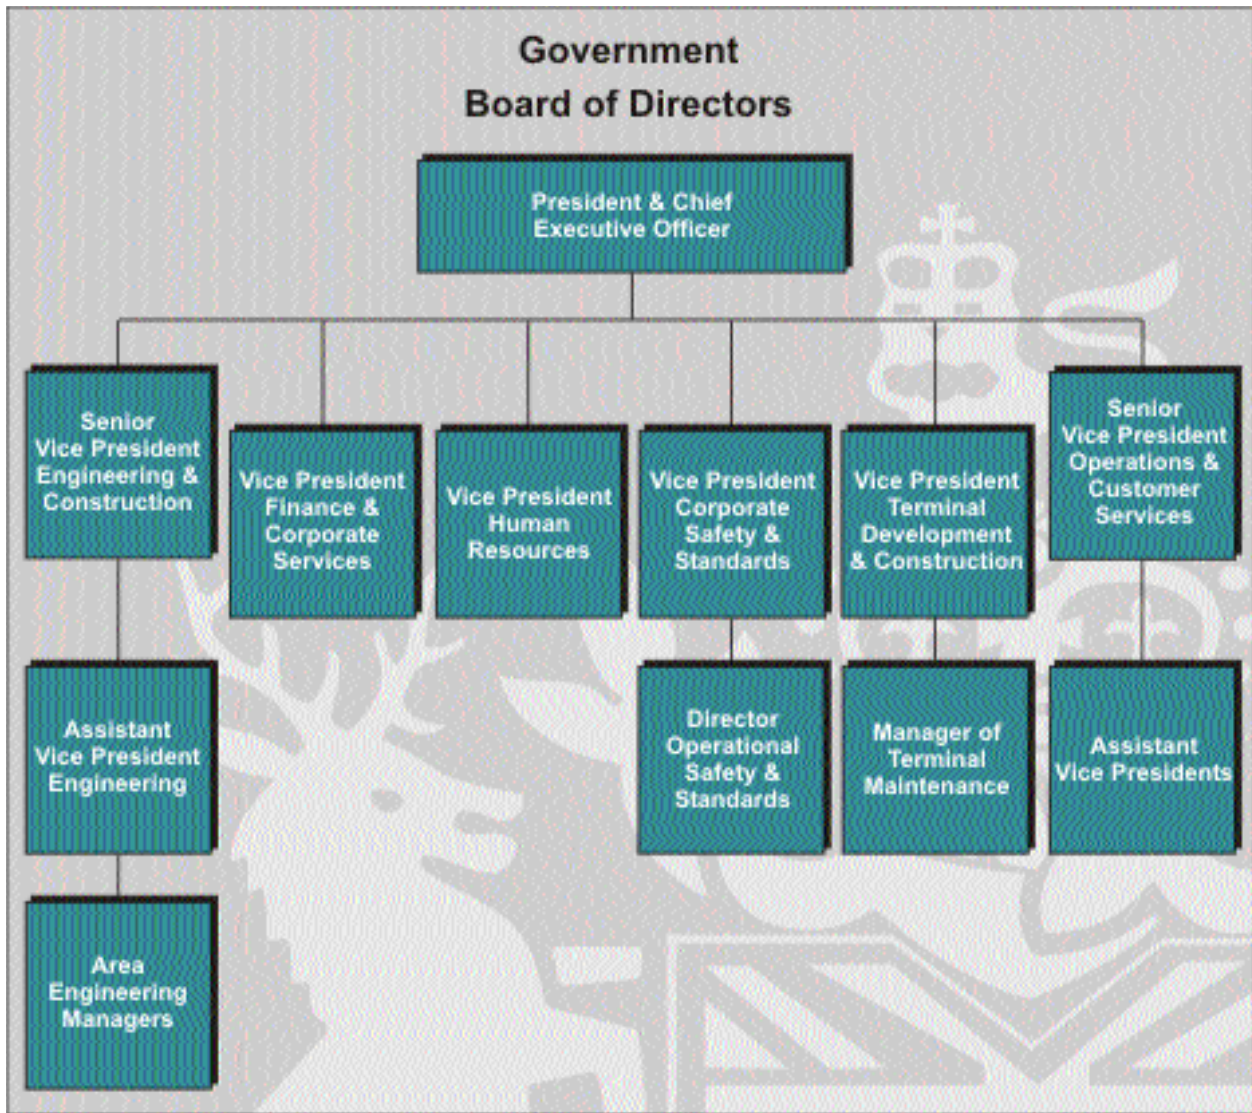 Government
Board of Directors
President & Chief
Executive Officer
Senior
Vice President
Engineering &
Construction
Vice President
Finance &
Corporate
Services
Vice President
Human
Resources
Vice President
Corporate
Safety &
Standards
Vice President
Terminal
Development
& Construction
Senior
Vice President
Operations &
Customer
Services
Assistant
Vice President
Engineering
Director
Operational
Safety &
Standards
Manager of
Terminal
Maintenance
Assistant
Vice Presidents
Area
Engineering
Managers